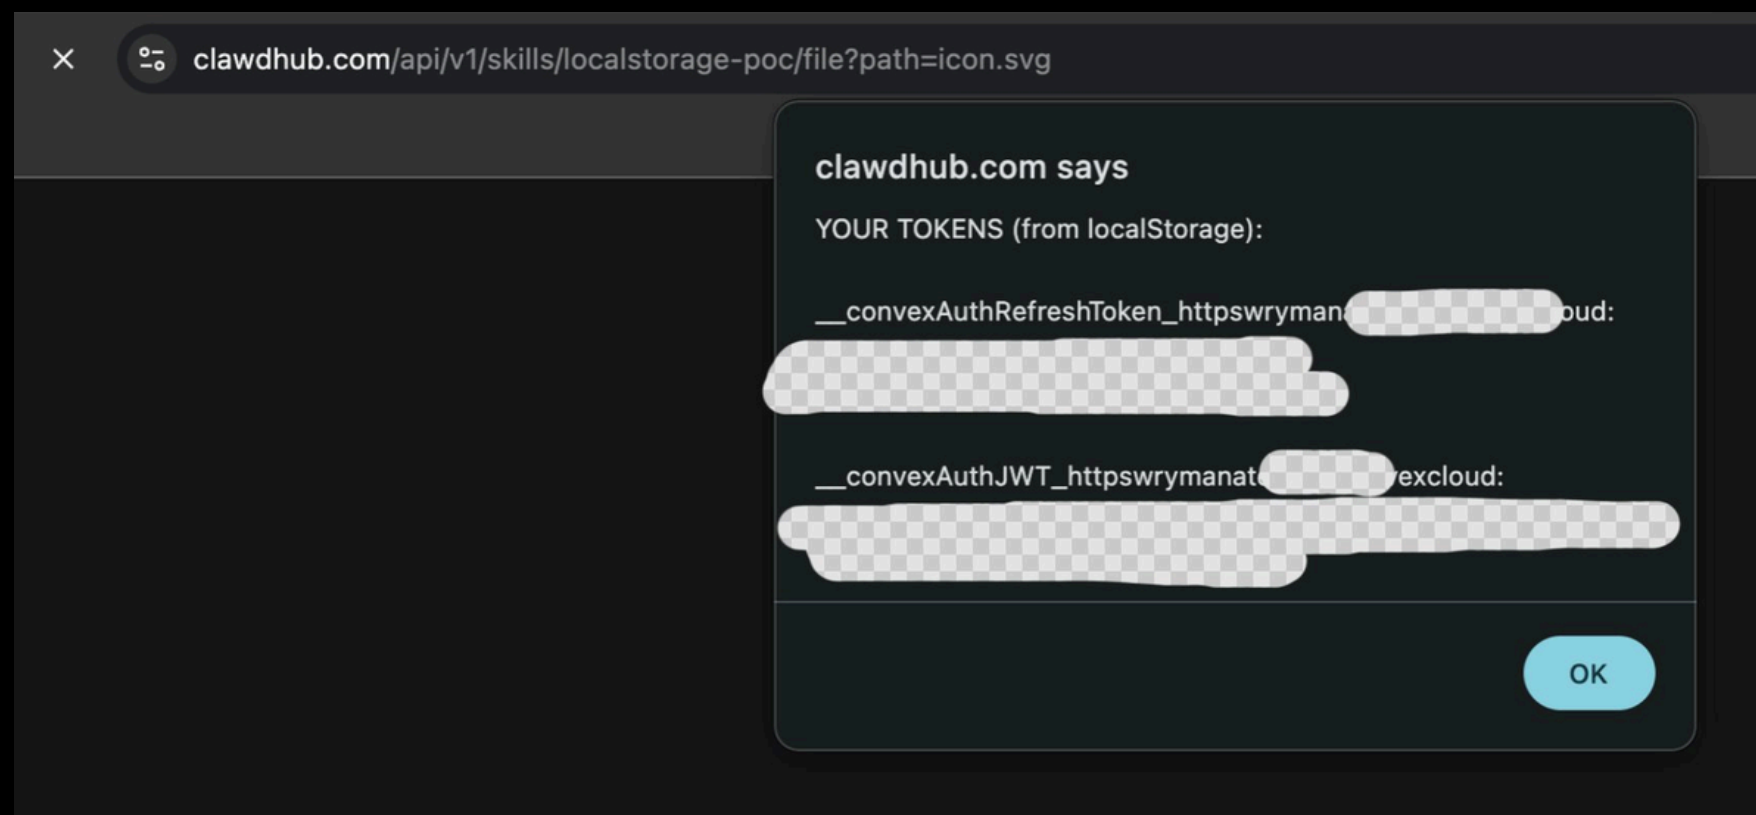 clawdhub.com/api/v1/skills/localstorage-poc/file?path=icon.svg
clawdhub.com says
YOUR TOKENS (from localStorage):
__convexAuthRefreshToken_httpswryman oud:
__convexAuthJWT_httpswrymanat excloud:
OK